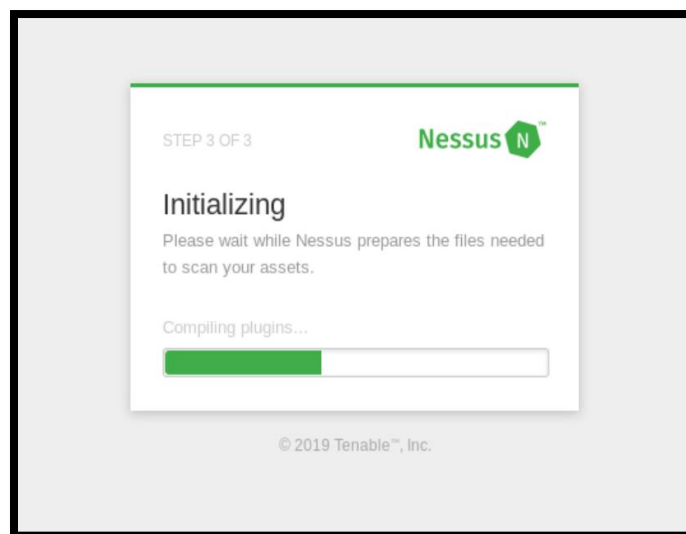 STEP 3 OF 3
Nessus N ™
Initializing
Please wait while Nessus prepares the files needed
to scan your assets.
Compiling plugins...
© 2019 Tenable™, Inc.